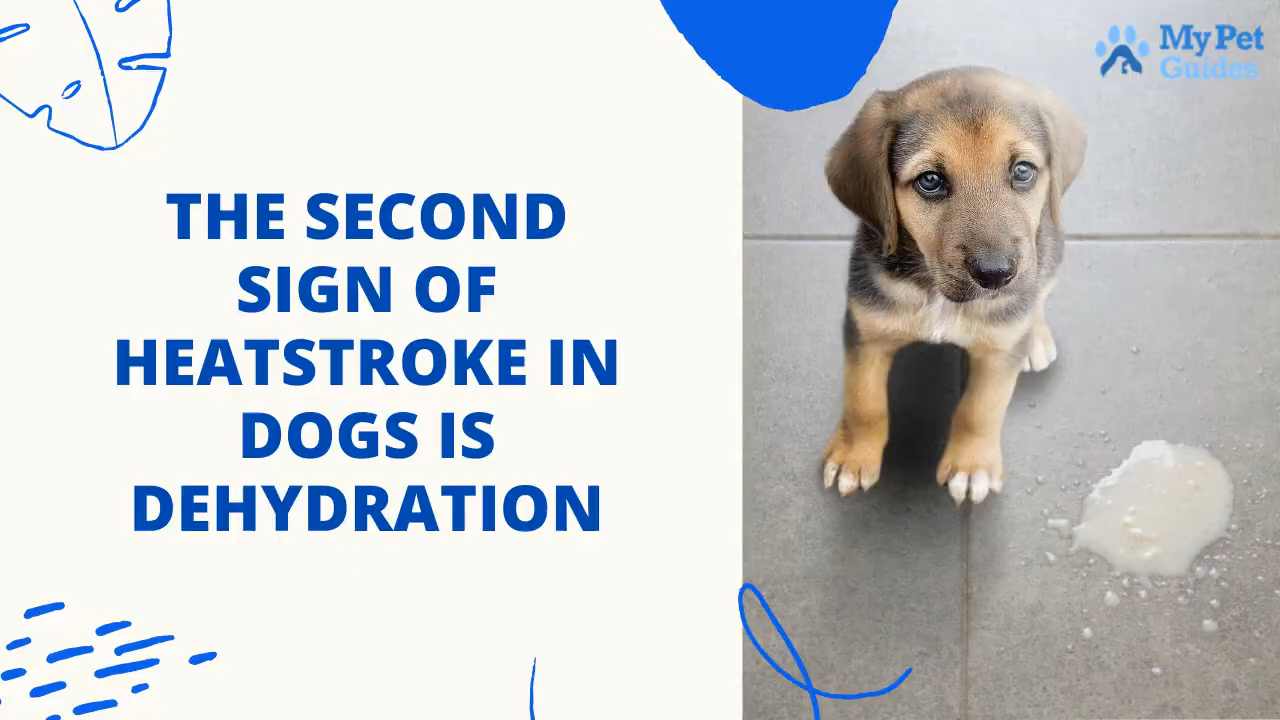 My Pet
Guides
THE SECOND
SIGN OF
HEATSTROKE IN
DOGS IS
DEHYDRATION